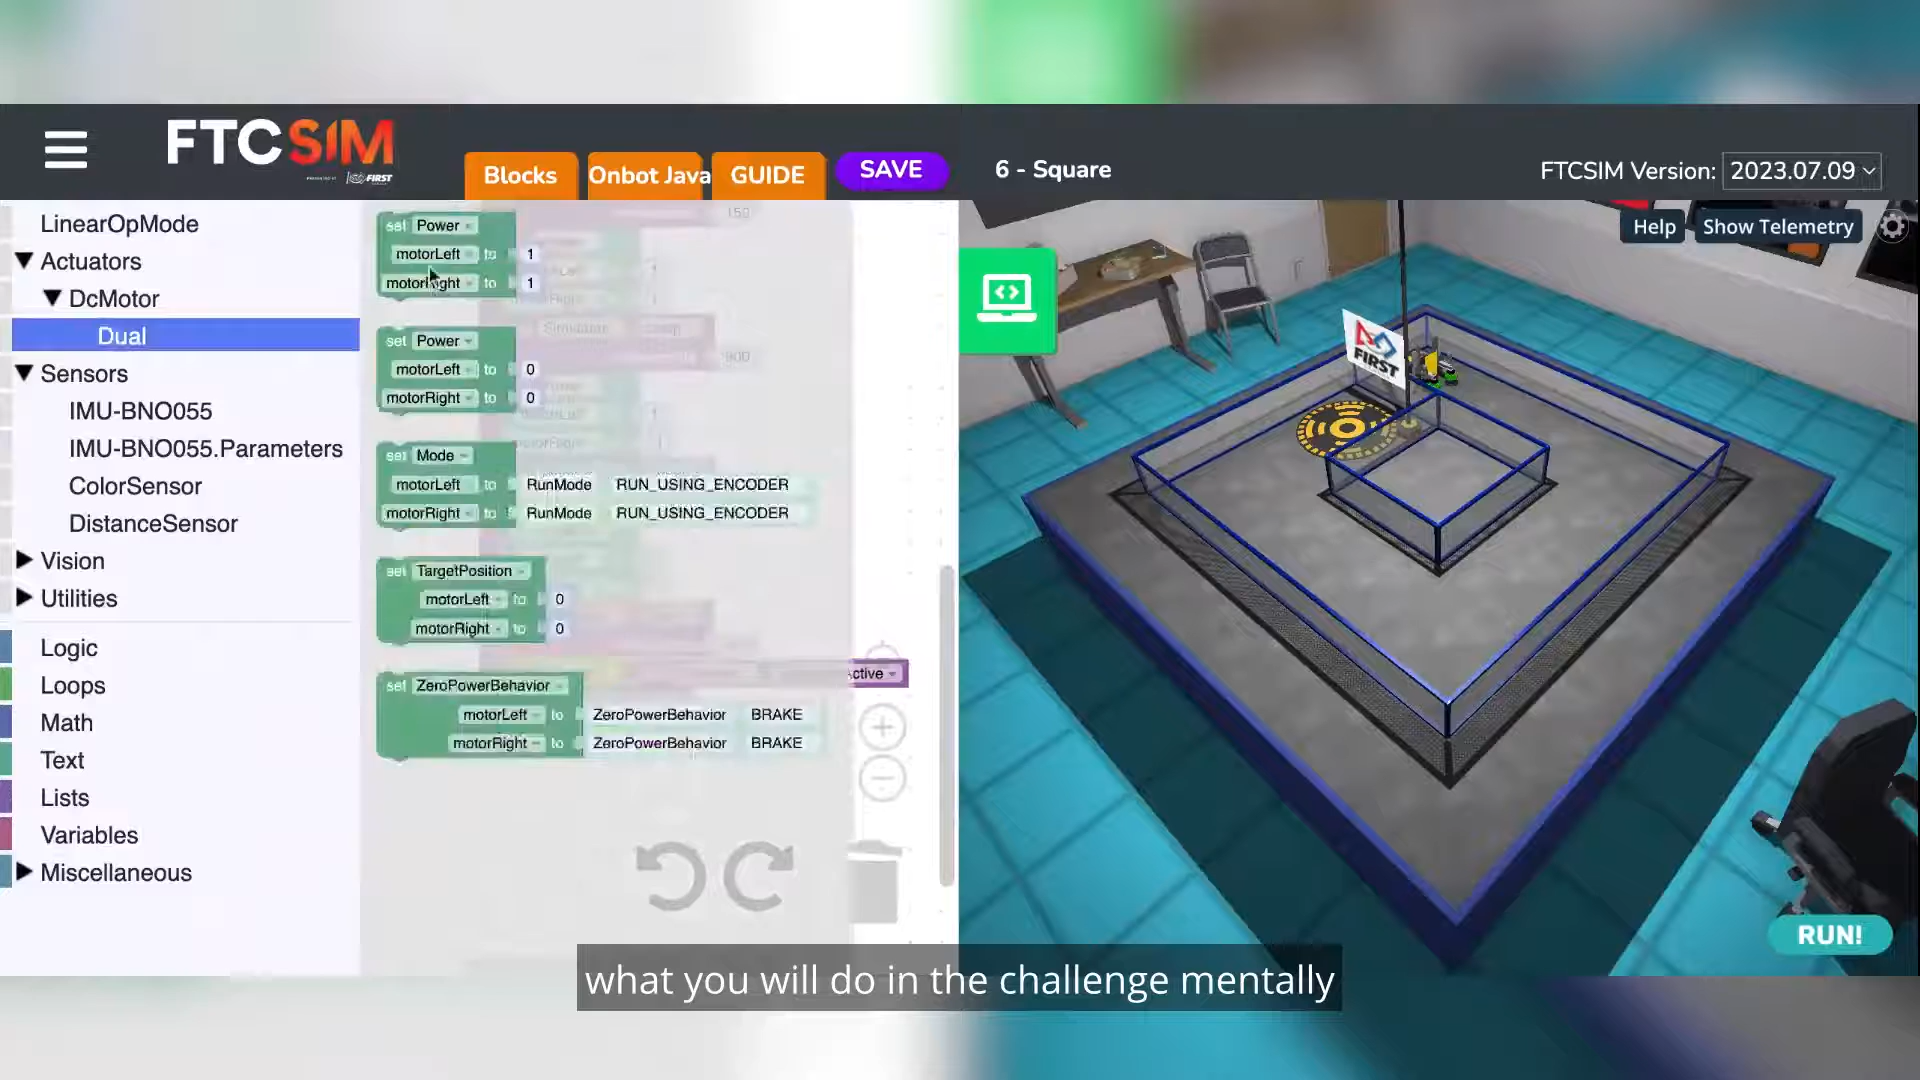 FTCSIM
FIRST
Blocks
Onbot Java
GUIDE
SAVE
6 - Square
FTCSIM Version:
2023.07.09
Help
Show Telemetry
LinearOpMode
Actuators
DcMotor
Dual
Sensors
IMU-BNO055
IMU-BNO055.Parameters
ColorSensor
DistanceSensor
Vision
Utilities
Logic
Loops
Math
Text
Lists
Variables
Miscellaneous
set Power
motorLeft to 1
motorRight to 1
set Power
motorLeft to 0
motorRight to 0
set Mode
motorLeft to RunMode RUN_USING_ENCODER
motorRight to RunMode RUN_USING_ENCODER
set TargetPosition
motorLeft to 0
motorRight to 0
set ZeroPowerBehavior
motorLeft to ZeroPowerBehavior BRAKE
motorRight to ZeroPowerBehavior BRAKE
FIRST
RUN!
what you will do in the challenge mentally